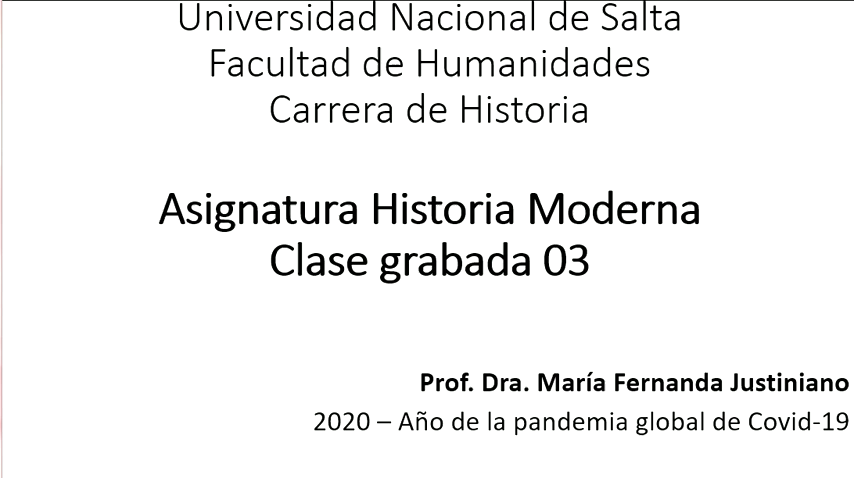 Universidad Nacional de Salta
Facultad de Humanidades
Carrera de Historia
Asignatura Historia Moderna
Clase grabada 03
Prof. Dra. María Fernanda Justiniano
2020 – Año de la pandemia global de Covid-19